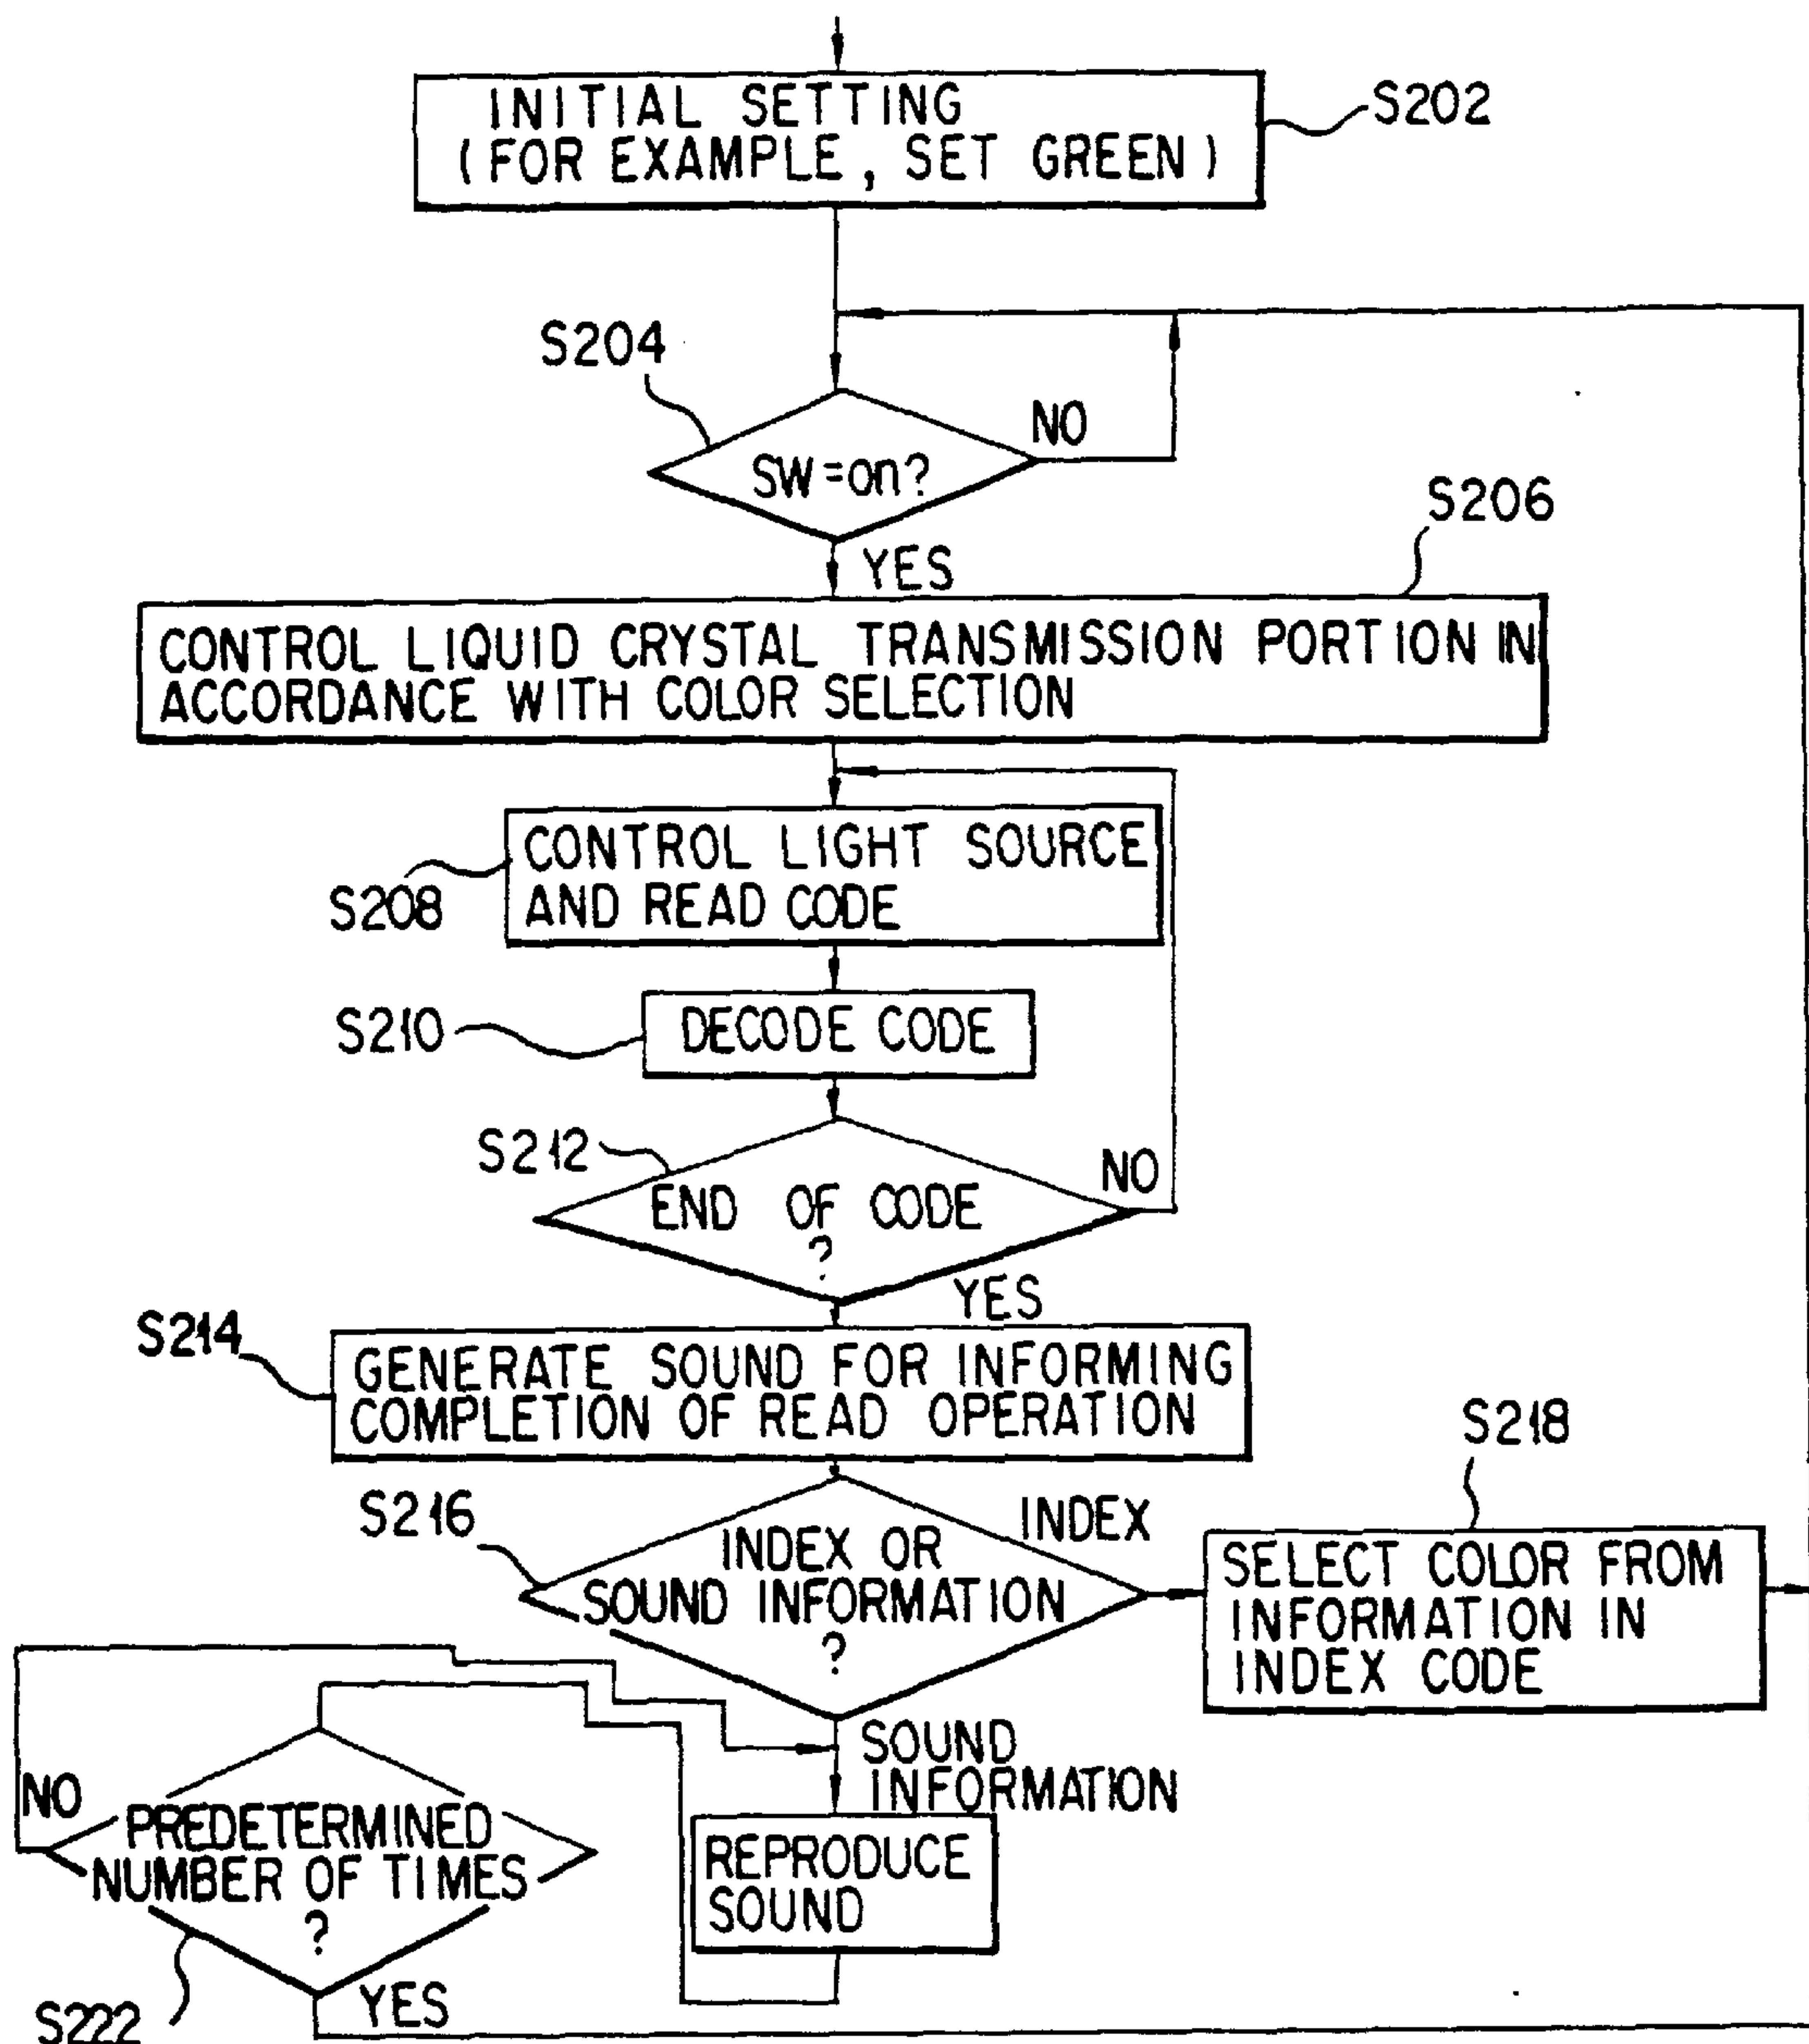 INITIAL SETTING
(FOR EXAMPLE, SET GREEN)
S202
S204
SW=on?
NO
YES
S206
CONTROL LIQUID CRYSTAL TRANSMISSION PORTION IN
ACCORDANCE WITH COLOR SELECTION
CONTROL LIGHT SOURCE
AND READ CODE
S208
S210
DECODE CODE
S212
END OF CODE
?
NO
YES
S214
GENERATE SOUND FOR INFORMING
COMPLETION OF READ OPERATION
S216
INDEX OR
SOUND INFORMATION
?
INDEX
S218
SELECT COLOR FROM
INFORMATION IN
INDEX CODE
SOUND
INFORMATION
REPRODUCE
SOUND
NO
PREDETERMINED
NUMBER OF TIMES
?
S222
YES